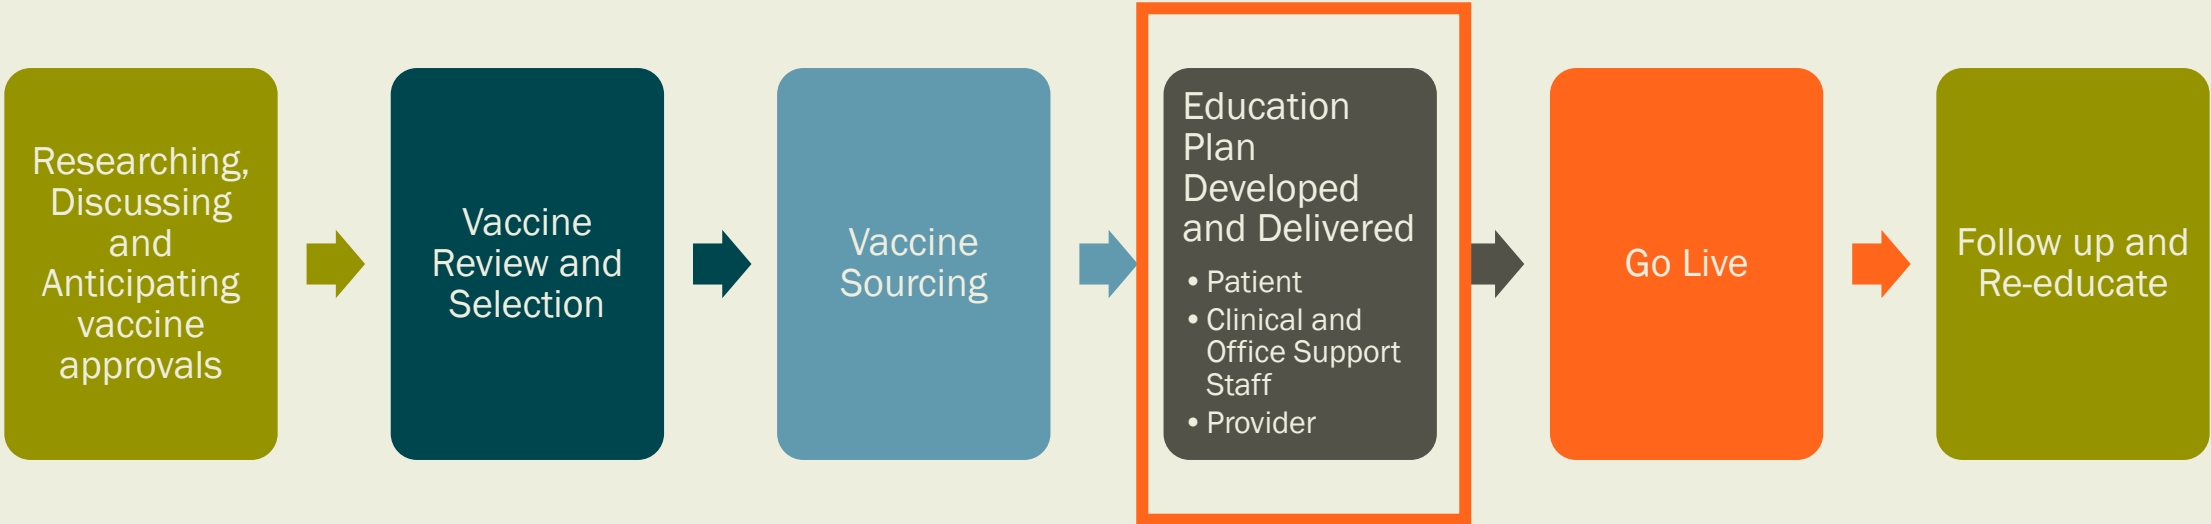 Researching,
Discussing
and
Anticipating
vaccine
approvals
Vaccine
Review and
Selection
Vaccine
Sourcing
Education
Plan
Developed
and Delivered
• Patient
• Clinical and
Office Support
Staff
• Provider
Go Live
Follow up and
Re-educate